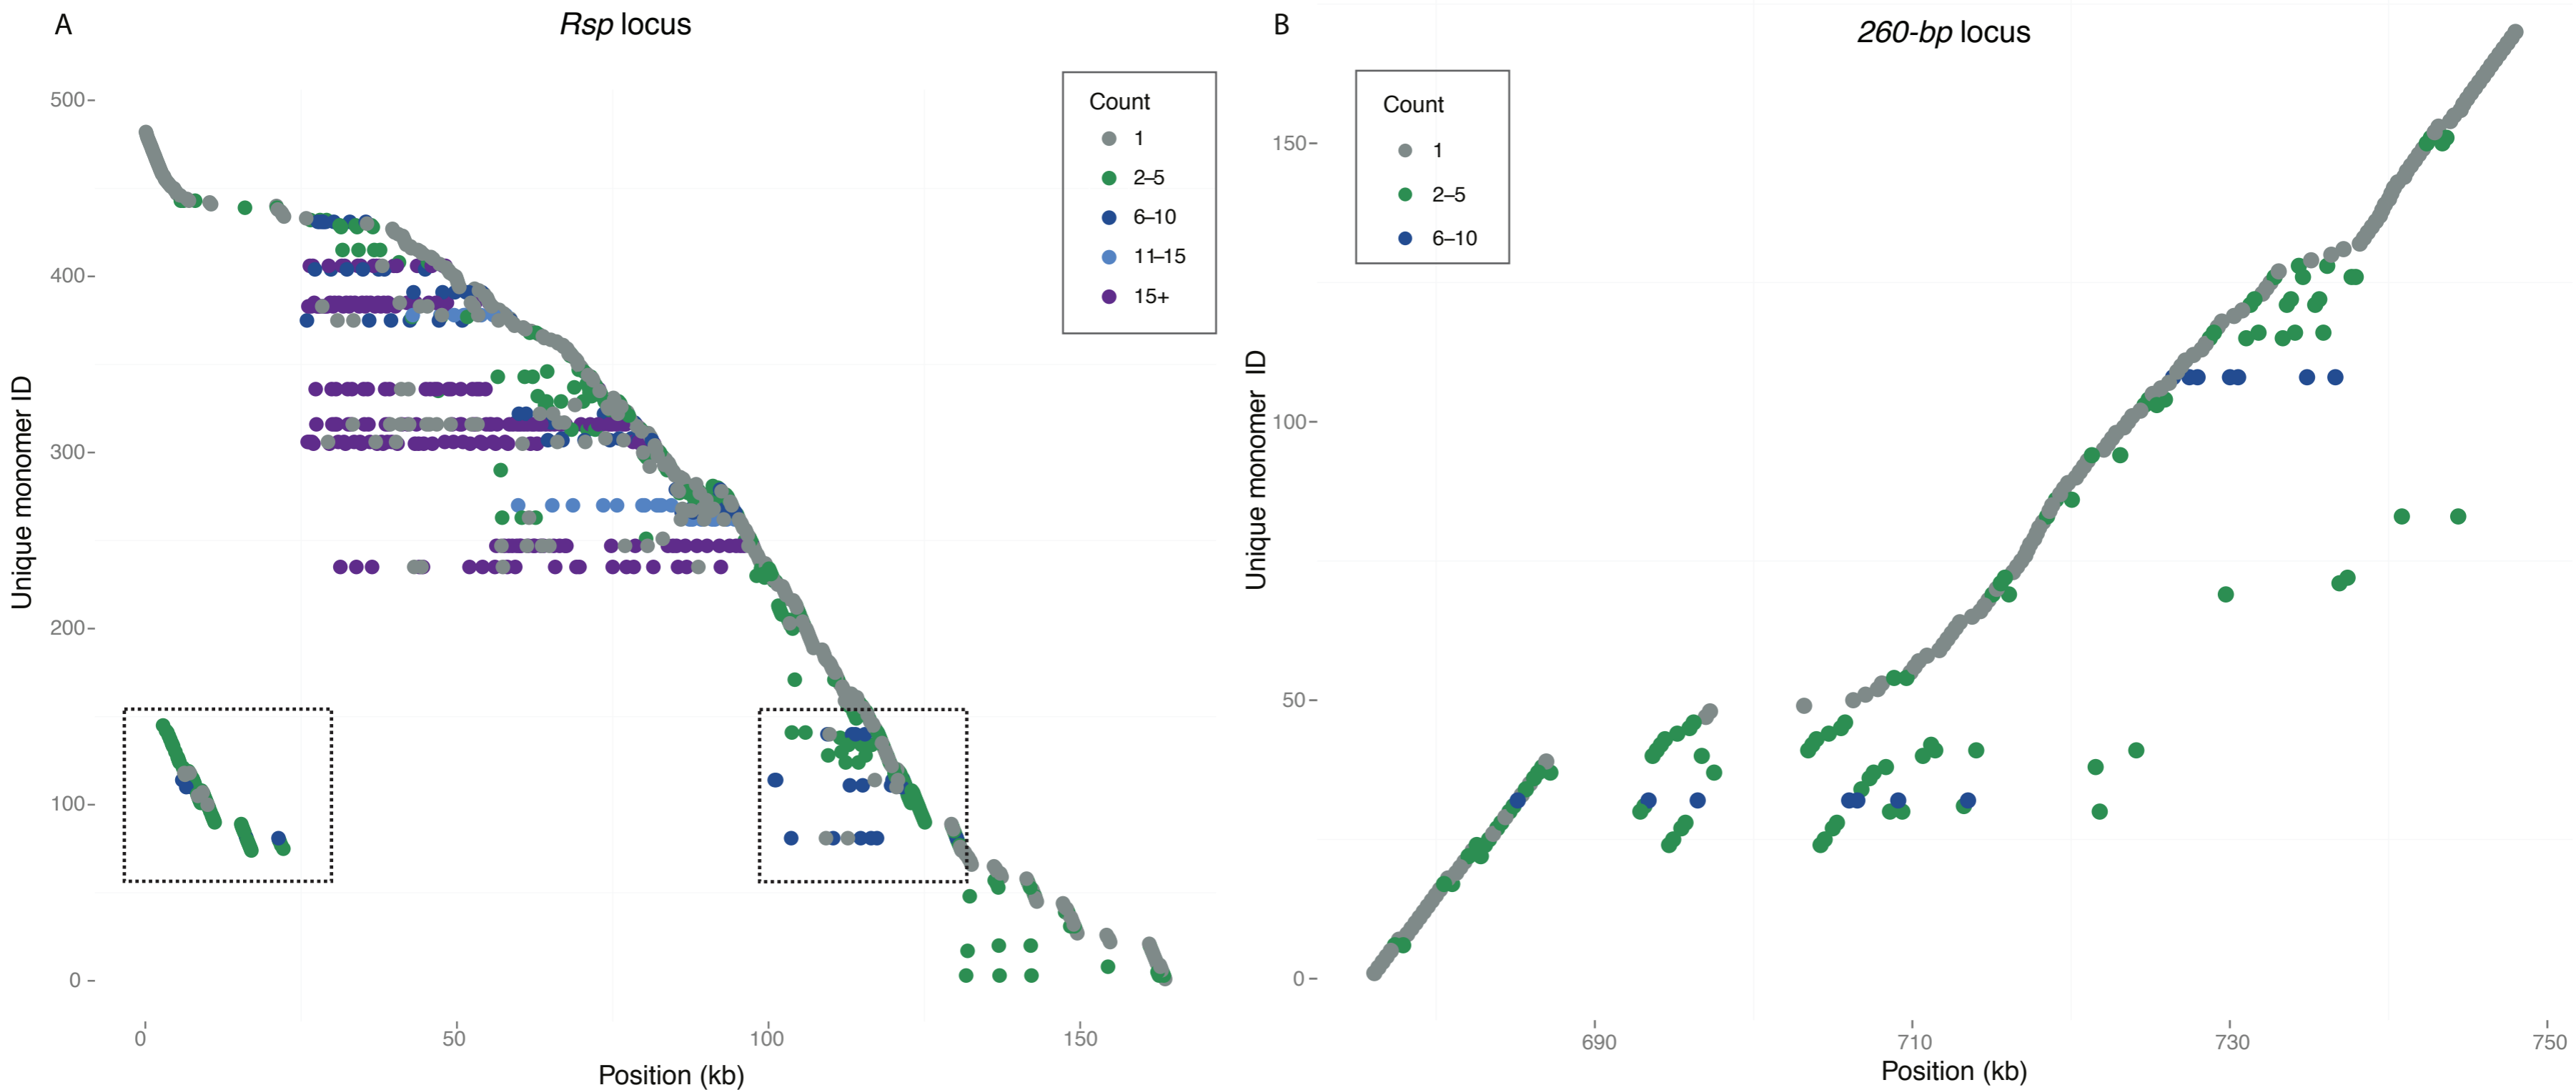 A
Rsp locus
Count
1
2–5
6–10
11–15
15+
Unique monomer ID
500
400
300
200
100
0
0
50
100
150
Position (kb)
B
260-bp locus
Count
1
2–5
6–10
Unique monomer ID
150
100
50
0
690
710
730
750
Position (kb)